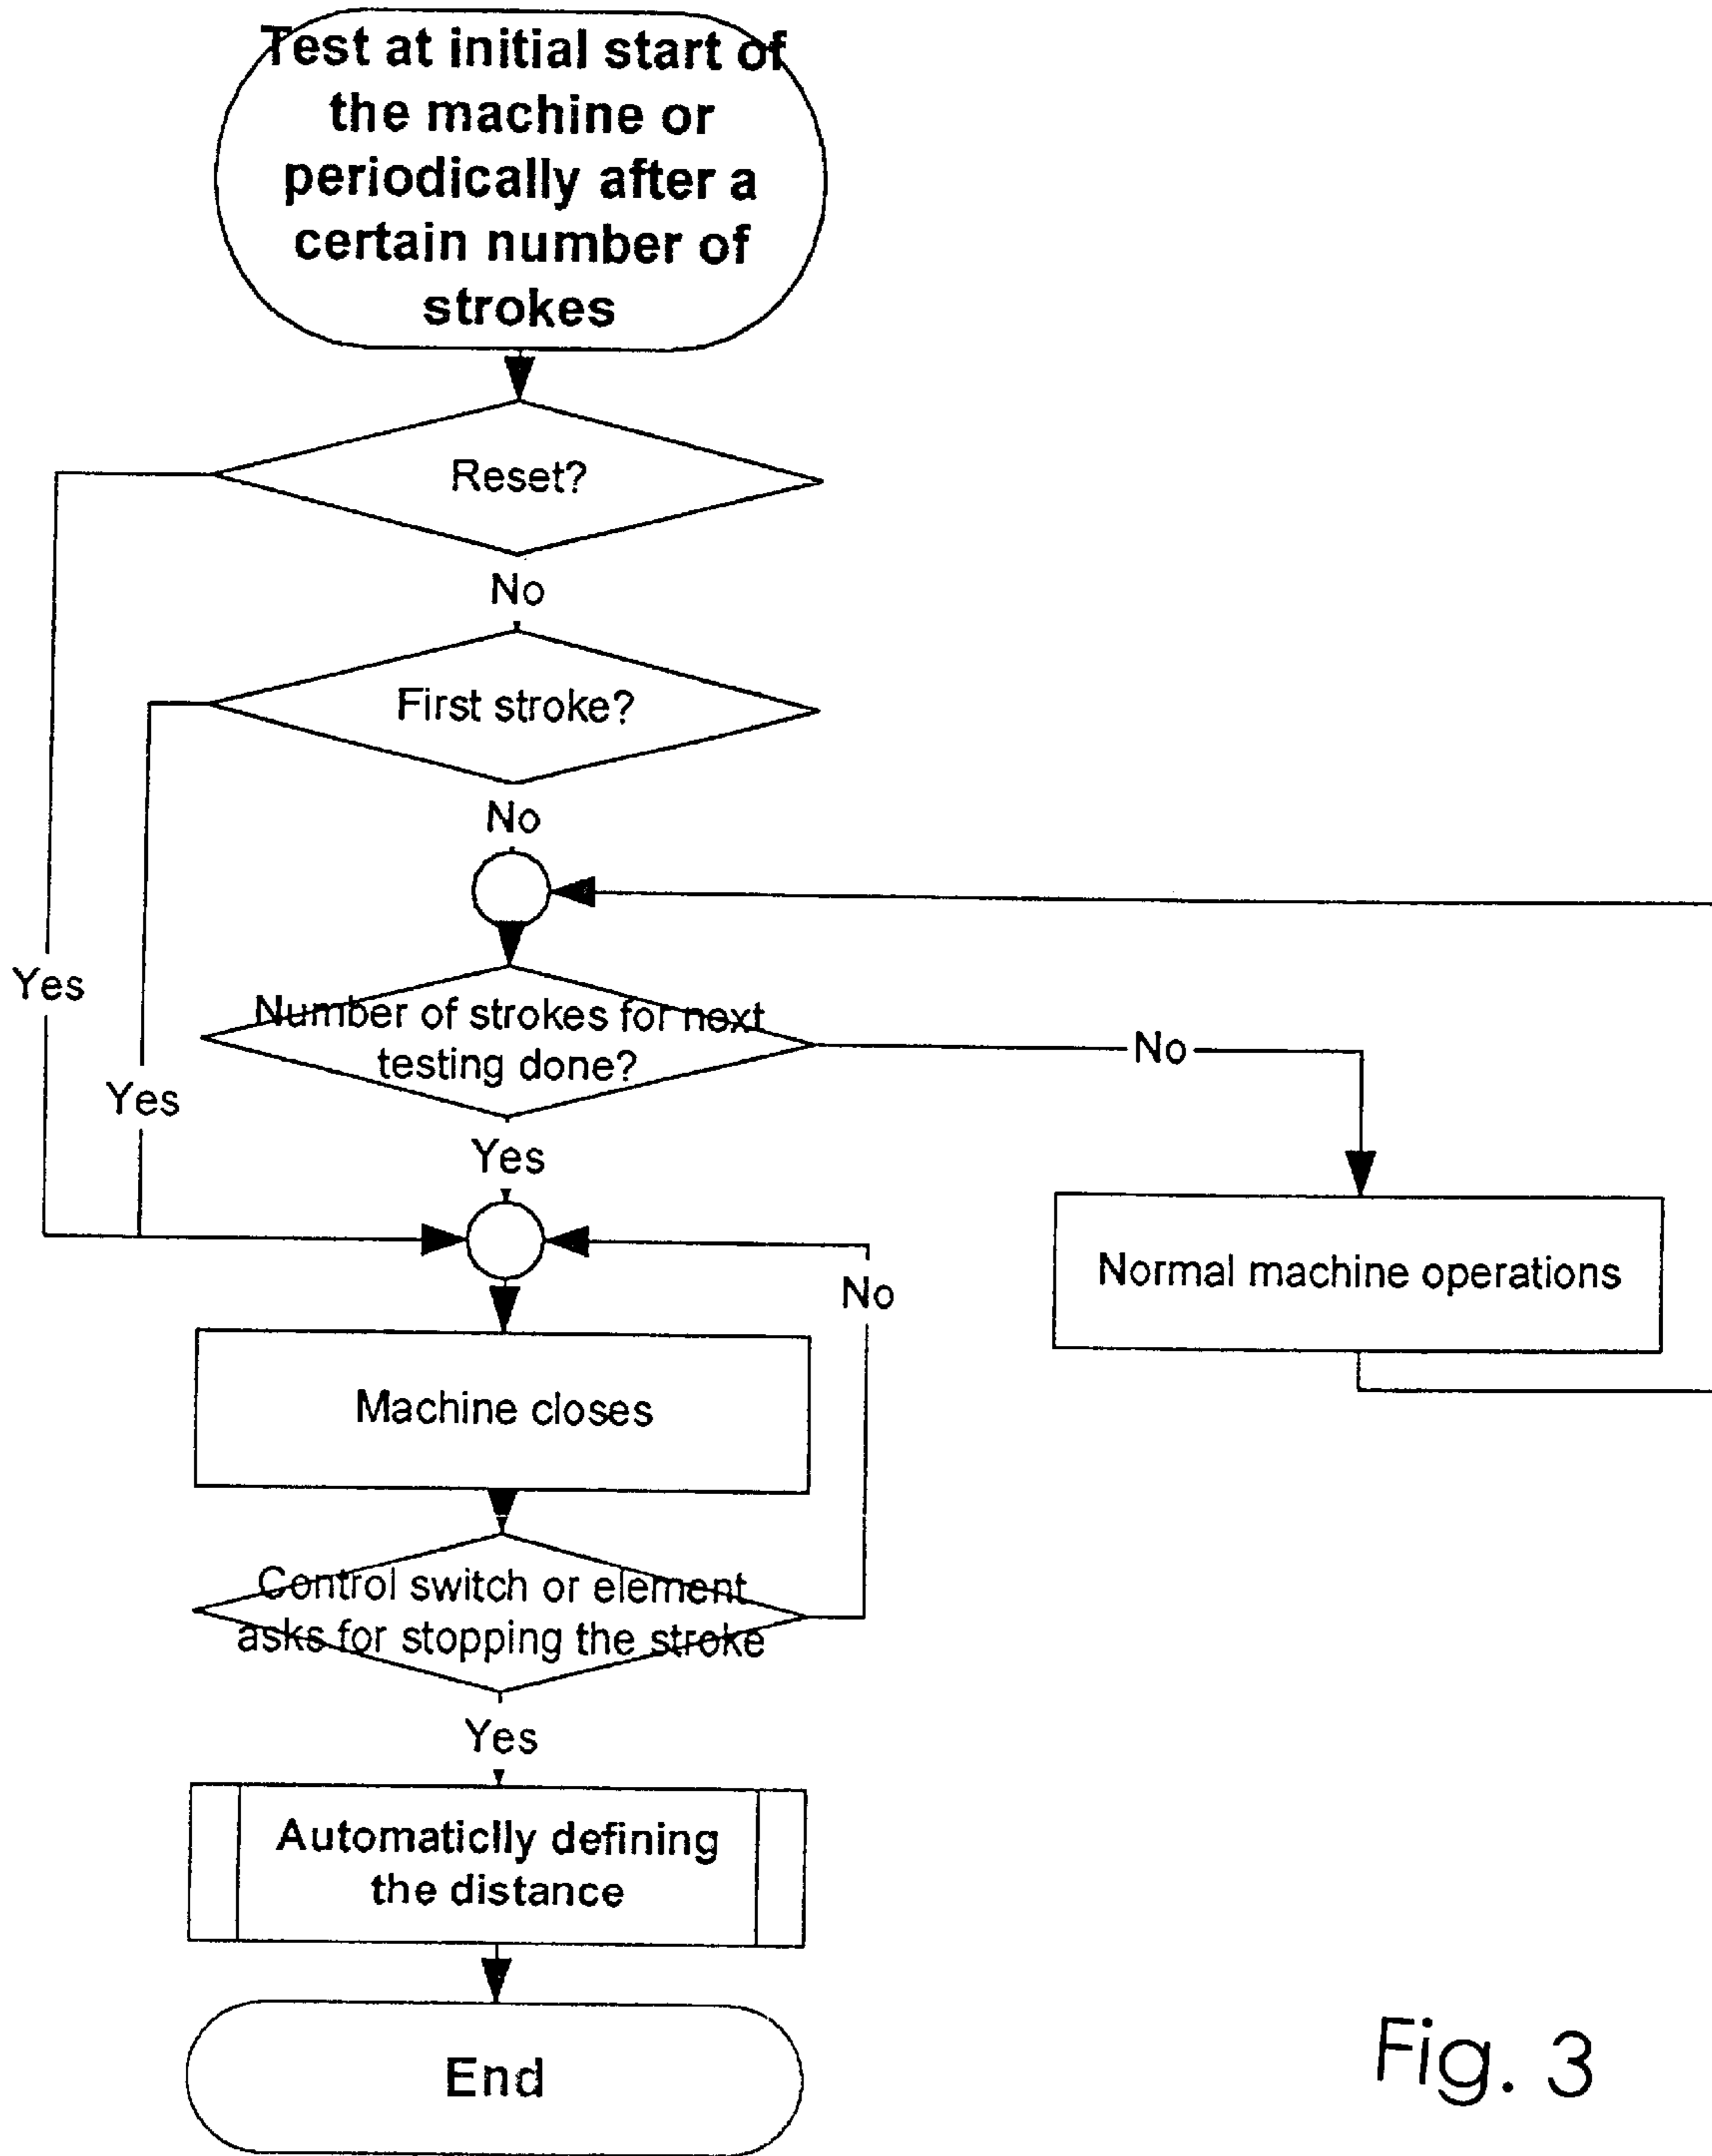 Test at initial start of
the machine or
periodically after a
certain number of
strokes
Reset?
No
First stroke?
No
Yes
Number of strokes for next
testing done?
No
Yes
Yes
Normal machine operations
No
Machine closes
Control switch or element
asks for stopping the stroke
Yes
Automaticlly defining
the distance
End
Fig. 3